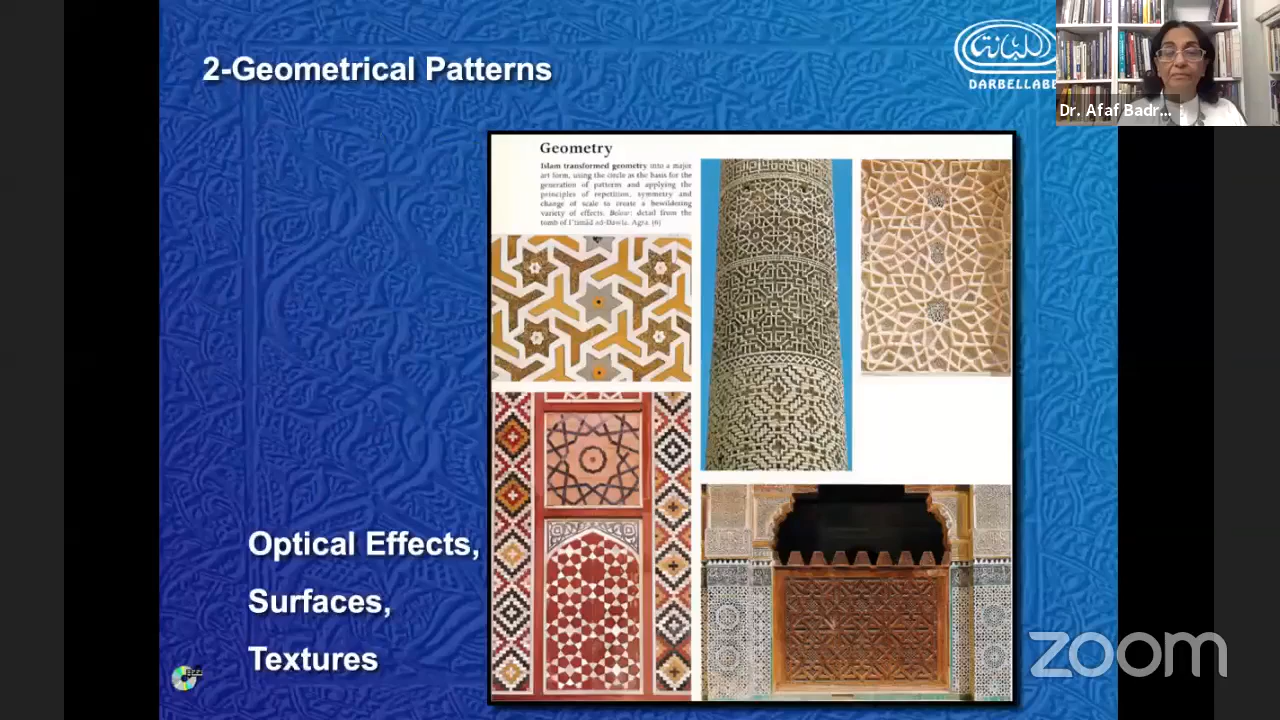 2-Geometrical Patterns
DARBELLABE
Dr. Afaf Badr...
Geometry
Islam transformed geometry into a major
art form, using the circle as the basis for the
generation of patterns and applying the
principles of repetition, symmetry and
change of scale to create a bewildering
variety of effects. Below: detail from the
tomb of I'timad ad-Dawla, Agra. (6)
Optical Effects,
Surfaces,
Textures
zoom